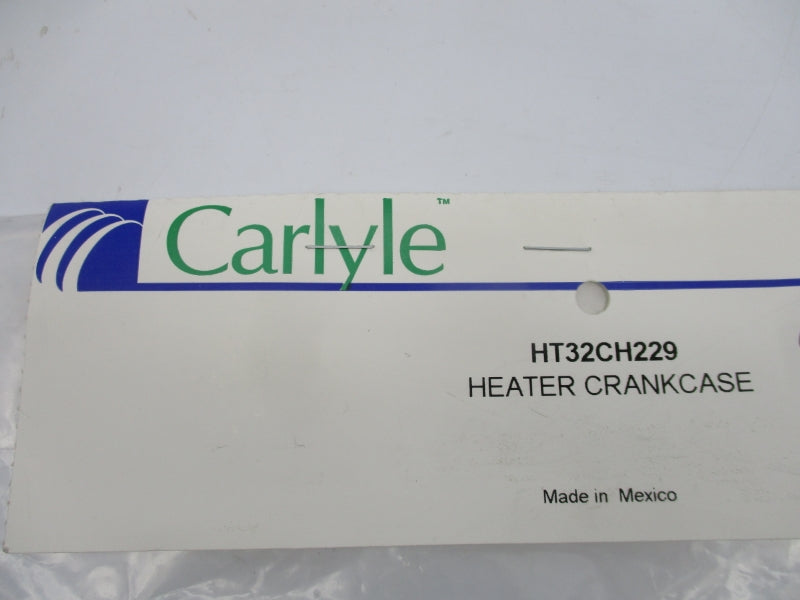 Carlyle™
HT32CH229
HEATER CRANKCASE
Made in Mexico